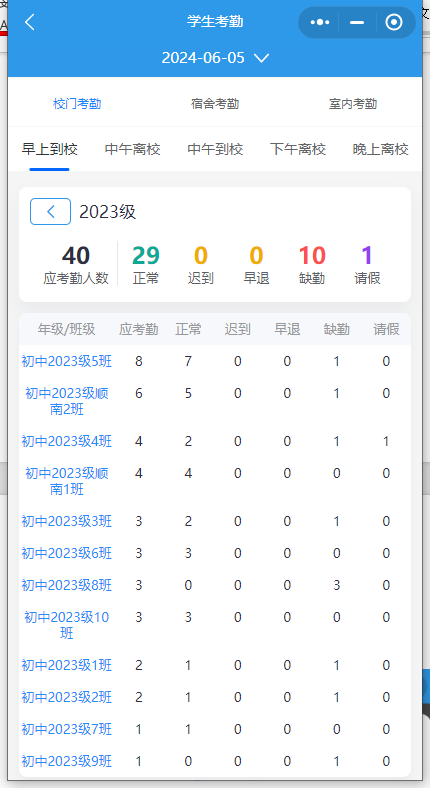 学生考勤
2024-06-05
校门考勤 宿舍考勤 室内考勤
早上到校 中午离校 中午到校 下午离校 晚上离校
2023级
40 29 0 0 10 1
应考勤人数 正常 迟到 早退 缺勤 请假
年级/班级 应考勤 正常 迟到 早退 缺勤 请假
初中2023级5班 8 7 0 0 1 0
初中2023级顺 6 5 0 0 1 0
南2班
初中2023级4班 4 2 0 0 1 1
初中2023级顺 4 4 0 0 0 0
南1班
初中2023级3班 3 2 0 0 1 0
初中2023级6班 3 3 0 0 0 0
初中2023级8班 3 0 0 0 3 0
初中2023级10 3 3 0 0 0 0
班
初中2023级1班 2 1 0 0 1 0
初中2023级2班 2 1 0 0 1 0
初中2023级7班 1 1 0 0 0 0
初中2023级9班 1 0 0 0 1 0